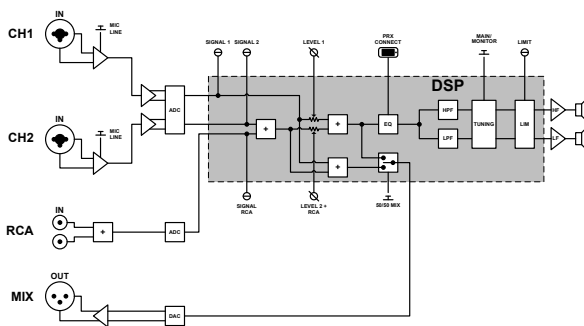 IN
CH1
MIC
LINE
SIGNAL 1
SIGNAL 2
LEVEL 1
PRX
CONNECT
MAIN/
MONITOR
LIMIT
DSP
ADC
CH2
IN
MIC
LINE
+
+
EQ
HPF
LPF
TUNING
LIM
HF
LF
+
SIGNAL
RCA
LEVEL 2 +
RCA
50/50 MIX
IN
RCA
+
ADC
OUT
MIX
DAC